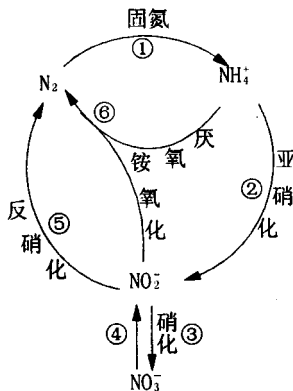 固氮
①
N₂
NH₄⁺
⑥
厌
氧
铵
氧
化
亚
硝
化
②
反
硝
化
⑤
NO₂⁻
④
硝
化
③
NO₃⁻